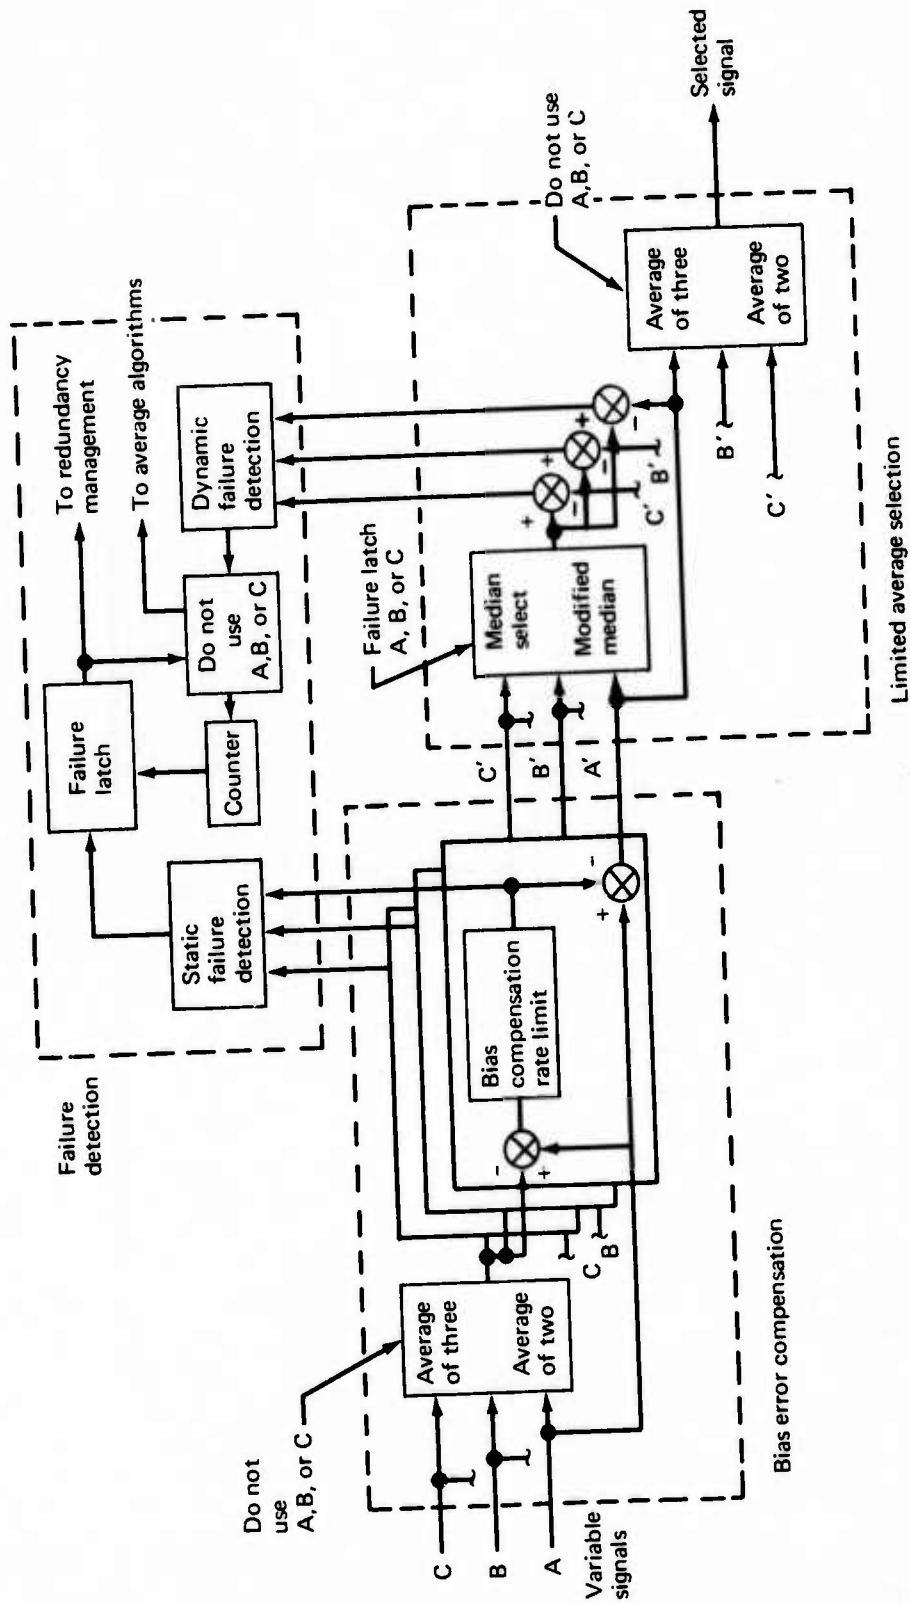 Failure
detection
To redundancy
management
To average algorithms
Failure
latch
Do not
use
A,B, or C
Dynamic
failure
detection
Counter
Static
failure
detection
Do not
use
A,B, or C
C
B
A
Variable
signals
Average
of three
Average
of two
C
B
Bias
compensation
rate limit
-
+
-
+
Bias error compensation
C'
B'
A'
Failure latch
A, B, or C
Median
select
Modified
median
+
-
+
-
+
-
C'
B'
Do not use
A,B, or C
Average
of three
Average
of two
B'
C'
Selected
signal
Limited average selection